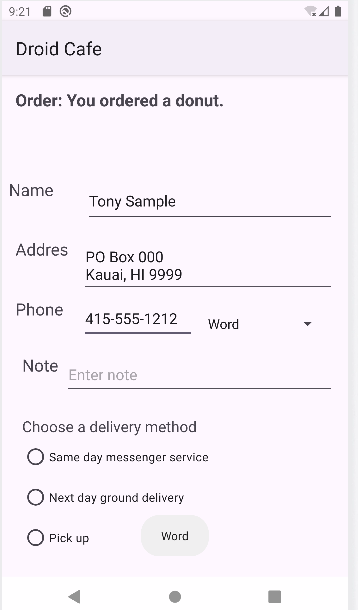 9:21
Droid Cafe
Order: You ordered a donut.
Name
Tony Sample
Addres
PO Box 000
Kauai, HI 9999
Phone
415-555-1212
Word
Note
Enter note
Choose a delivery method
Same day messenger service
Next day ground delivery
Pick up
Word